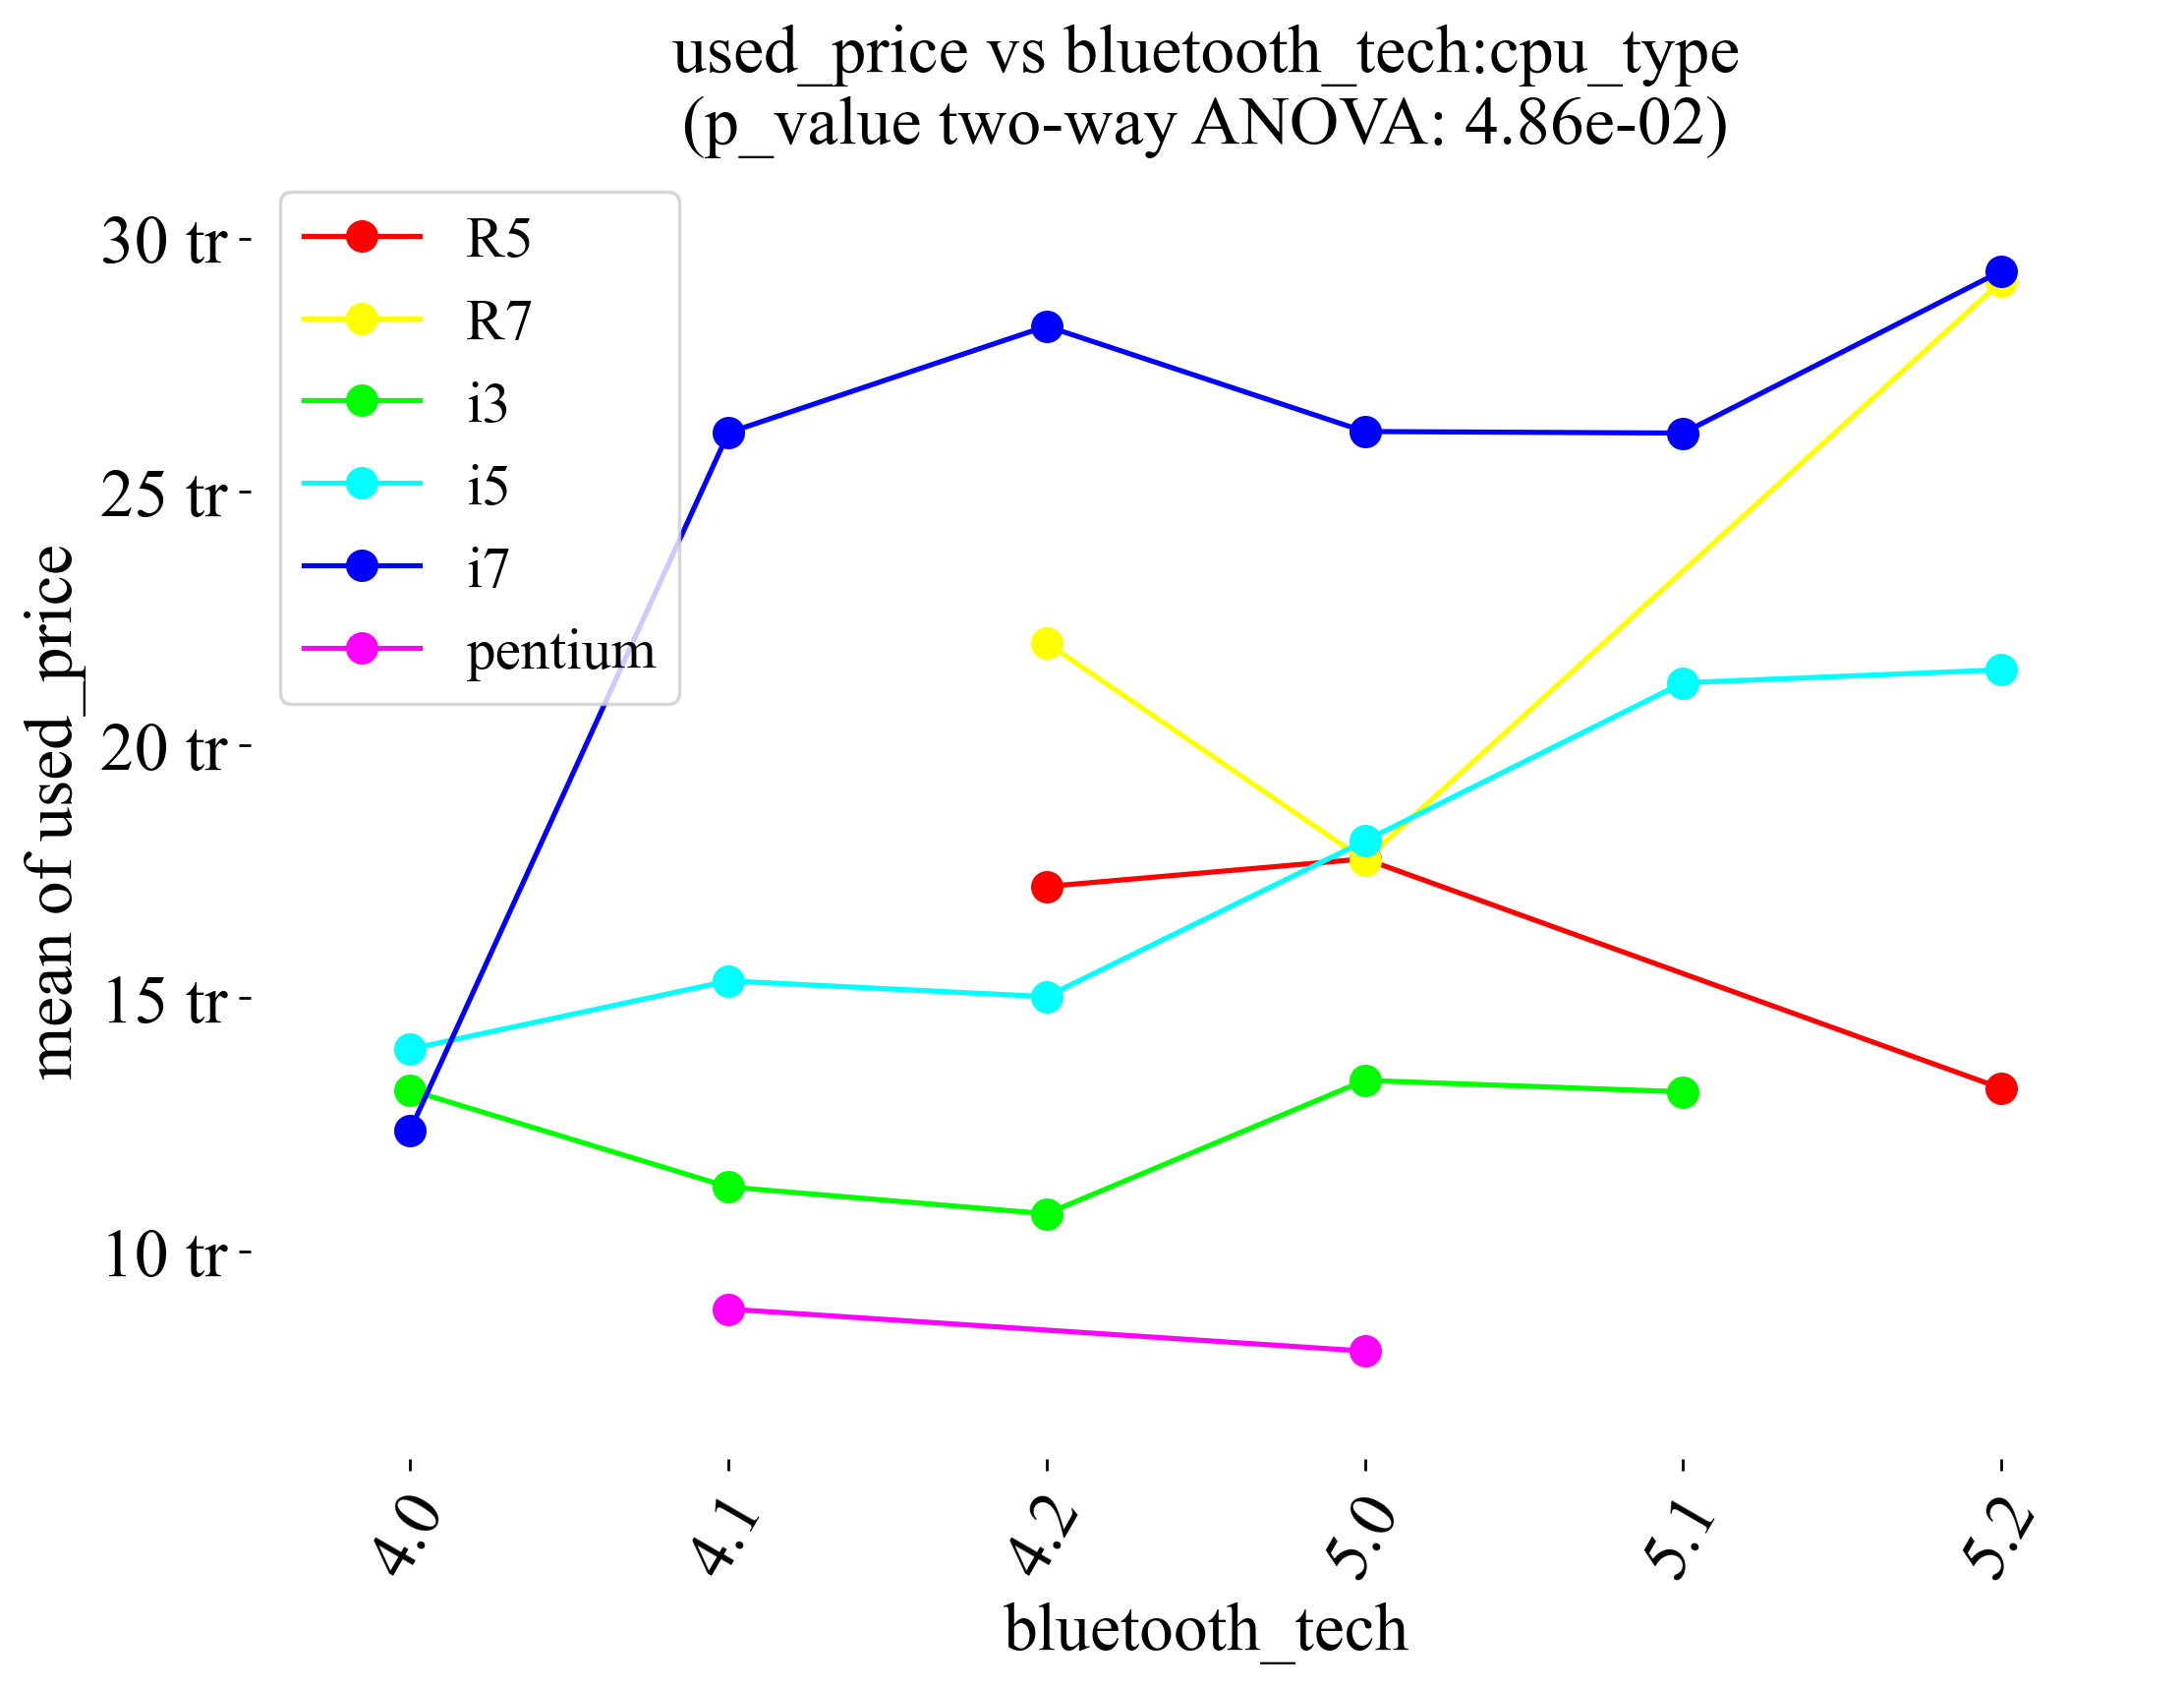 used_price vs bluetooth_tech:cpu_type
(p_value two-way ANOVA: 4.86e-02)
R5
R7
i3
i5
i7
pentium
30 tr
25 tr
20 tr
15 tr
10 tr
mean of used_price
4.0
4.1
4.2
5.0
5.1
5.2
bluetooth_tech